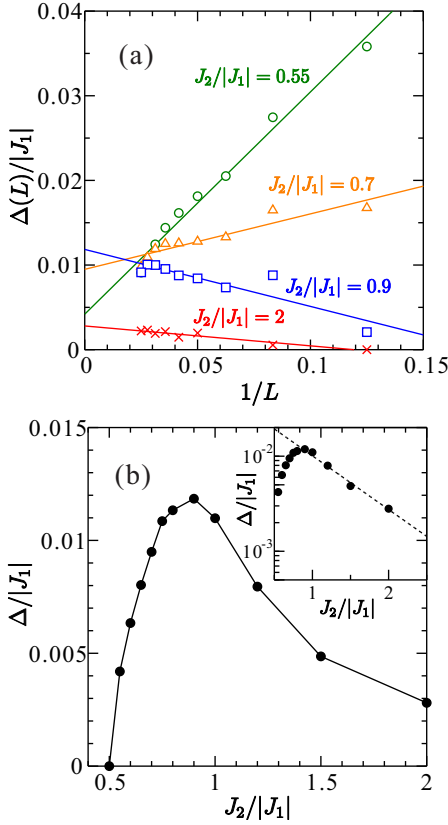 (a)
Δ(L)/|J₁|
0.04
0.03
0.02
0.01
0
J₂/|J₁| = 0.55
J₂/|J₁| = 0.7
J₂/|J₁| = 0.9
J₂/|J₁| = 2
0 0.05 0.1 0.15
1/L
(b)
Δ/|J₁|
0.015
0.01
0.005
0
0.5 1 1.5 2
J₂/|J₁|
Δ/|J₁|
10⁻²
10⁻³
1 2
J₂/|J₁|